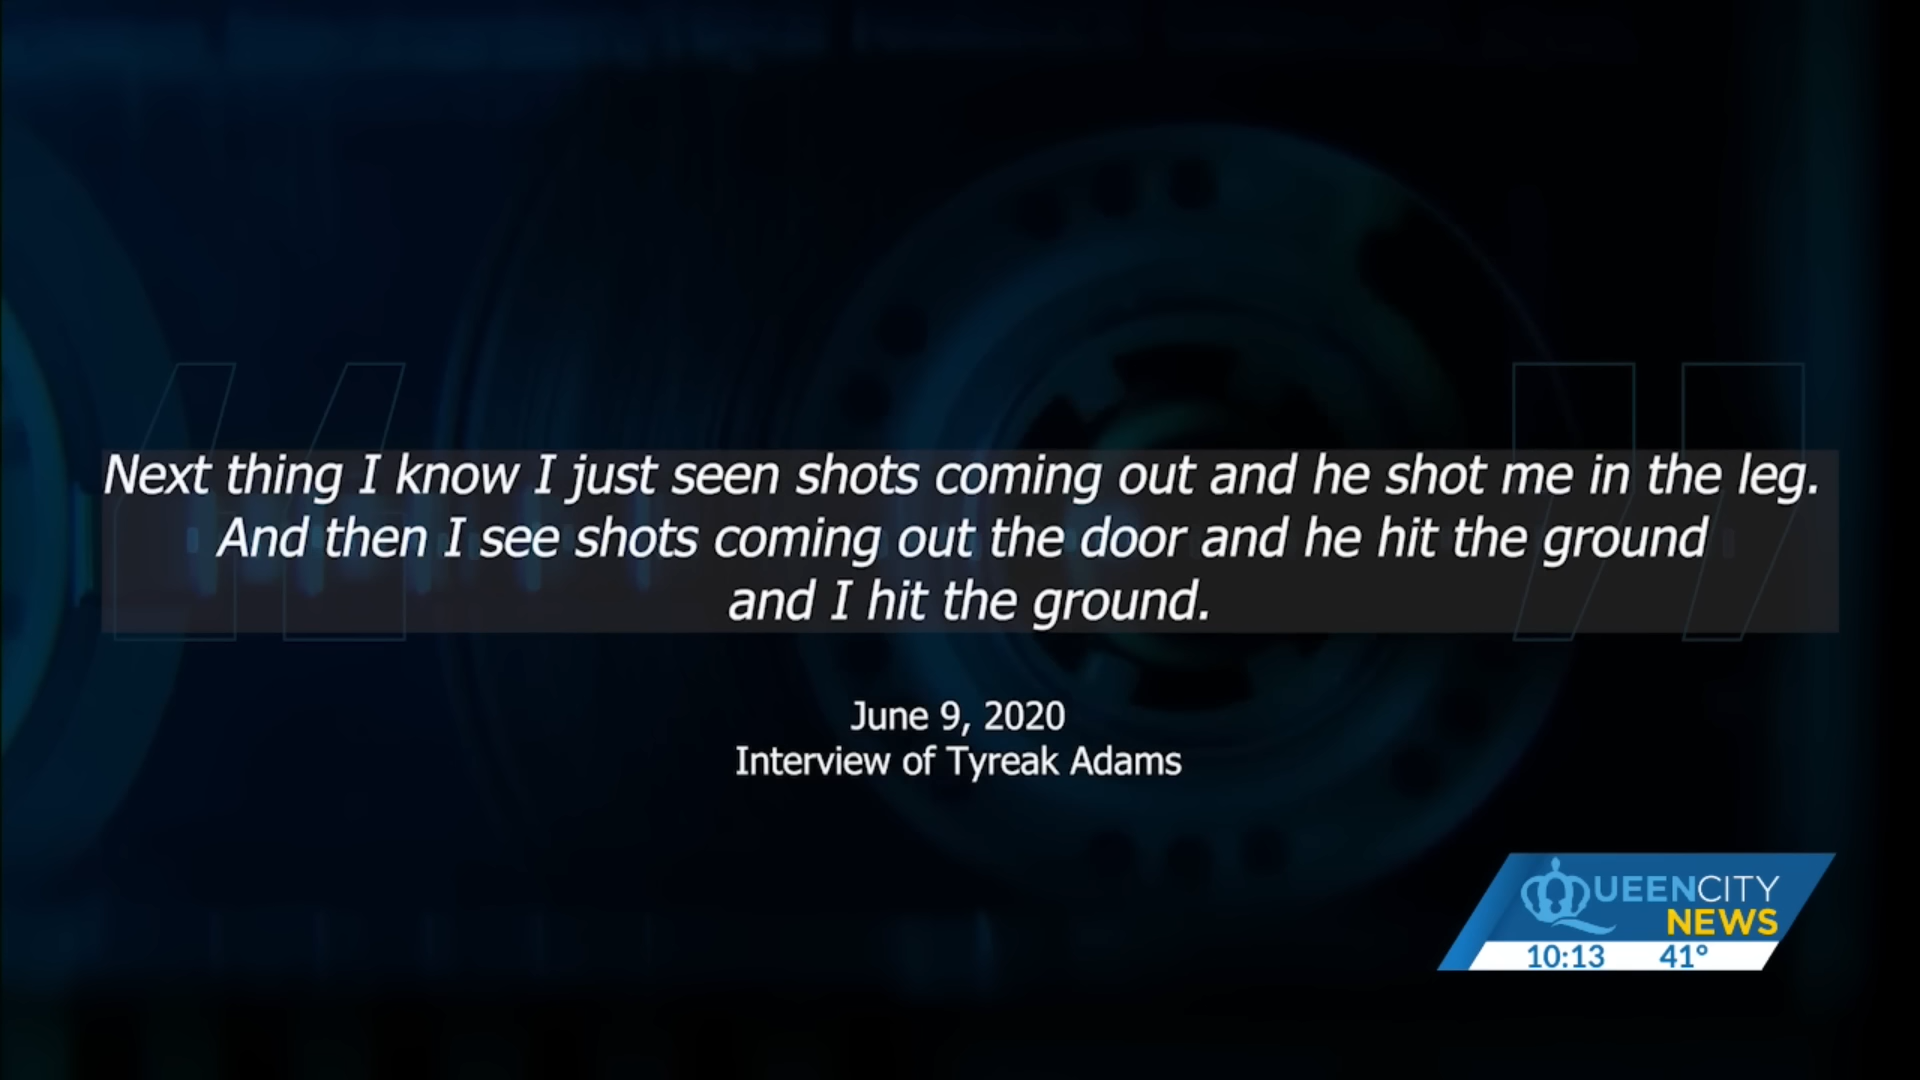 Next thing I know I just seen shots coming out and he shot me in the leg.
And then I see shots coming out the door and he hit the ground
and I hit the ground.
June 9, 2020
Interview of Tyreak Adams
QUEENCITY
NEWS
10:13 41°